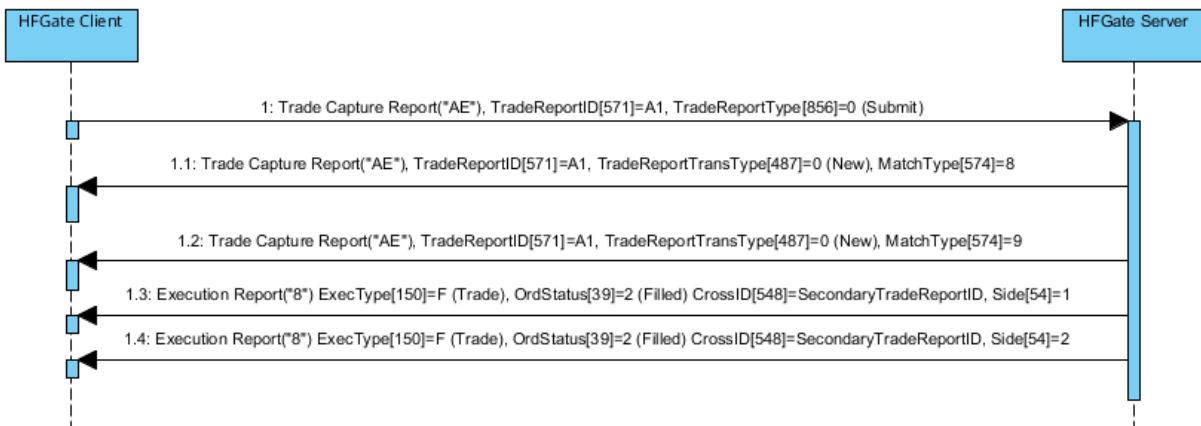 HFGate Client
HFGate Server
1: Trade Capture Report("AE"), TradeReportID[571]=A1, TradeReportType[856]=0 (Submit)
1.1: Trade Capture Report("AE"), TradeReportID[571]=A1, TradeReportTransType[487]=0 (New), MatchType[574]=8
1.2: Trade Capture Report("AE"), TradeReportID[571]=A1, TradeReportTransType[487]=0 (New), MatchType[574]=9
1.3: Execution Report("8") ExecType[150]=F (Trade), OrdStatus[39]=2 (Filled) CrossID[548]=SecondaryTradeReportID, Side[54]=1
1.4: Execution Report("8") ExecType[150]=F (Trade), OrdStatus[39]=2 (Filled) CrossID[548]=SecondaryTradeReportID, Side[54]=2